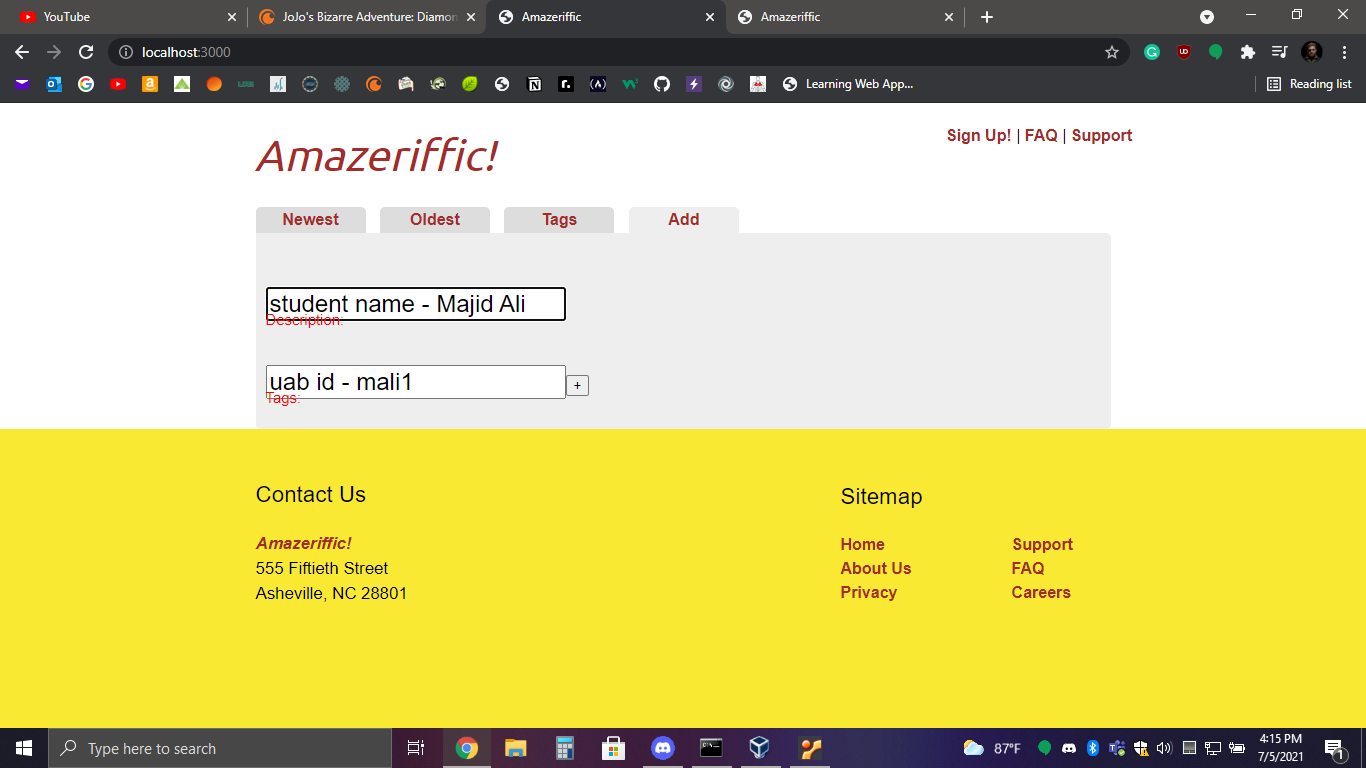 YouTube
JoJo's Bizarre Adventure: Diamon
Amazeriffic
Amazeriffic
localhost:3000
Learning Web App...
Reading list
Sign Up! | FAQ | Support
Amazeriffic!
Newest
Oldest
Tags
Add
student name - Majid Ali
Description:
uab id - mali1
+
Tags:
Contact Us
Amazeriffic!
555 Fiftieth Street
Asheville, NC 28801
Sitemap
Home
Support
About Us
FAQ
Privacy
Careers
Type here to search
87°F
4:15 PM
7/5/2021
1